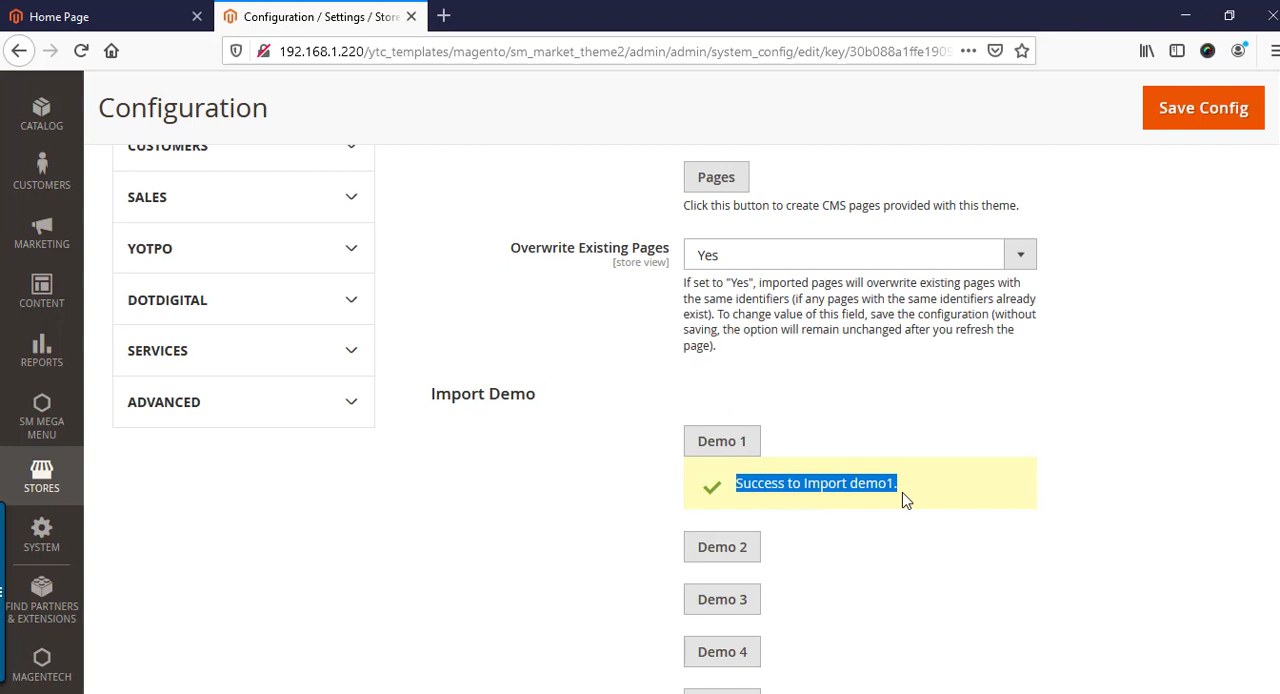 Home Page
Configuration / Settings / Store
192.168.1.220/ytc_templates/magento/sm_market_theme2/admin/admin/system_config/edit/key/30b088a1ffe1909
Configuration
Save Config
CATALOG
CUSTOMERS
MARKETING
CONTENT
REPORTS
SM MEGA
MENU
STORES
SYSTEM
FIND PARTNERS
& EXTENSIONS
MAGENTECH
CUSTOMERS
SALES
YOTPO
DOTDIGITAL
SERVICES
ADVANCED
Pages
Click this button to create CMS pages provided with this theme.
Overwrite Existing Pages
[store view]
Yes
If set to "Yes", imported pages will overwrite existing pages with
the same identifiers (if any pages with the same identifiers already
exist). To change value of this field, save the configuration (without
saving, the option will remain unchanged after you refresh the
page).
Import Demo
Demo 1
Success to Import demo1.
Demo 2
Demo 3
Demo 4